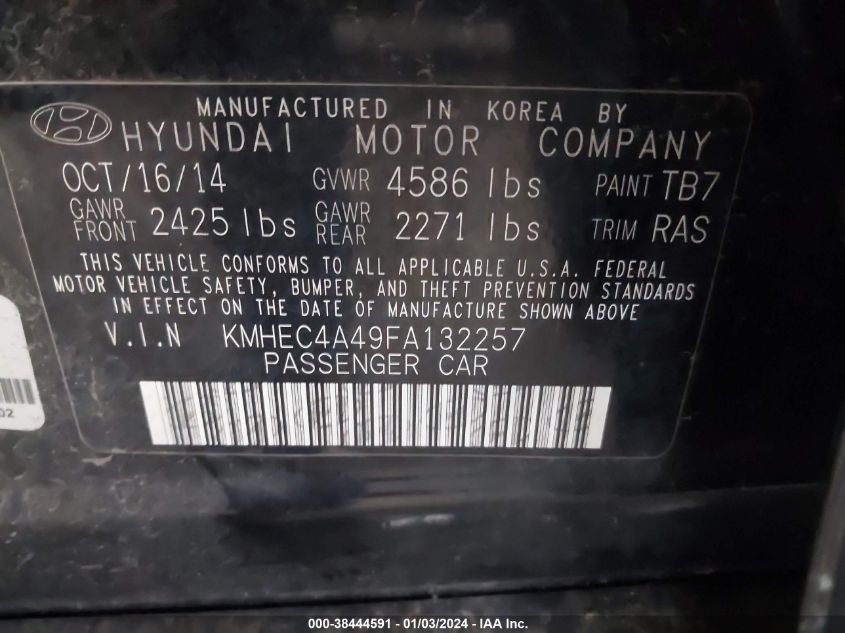 MANUFACTURED IN KOREA BY
HYUNDAI MOTOR COMPANY
OCT/16/14 GVWR 4586 lbs PAINT TB7
GAWR FRONT 2425 lbs GAWR REAR 2271 lbs TRIM RAS
THIS VEHICLE CONFORMS TO ALL APPLICABLE U.S.A. FEDERAL
MOTOR VEHICLE SAFETY, BUMPER, AND THEFT PREVENTION STANDARDS
IN EFFECT ON THE DATE OF MANUFACTURE SHOWN ABOVE
V.I.N KMHEC4A49FA132257
PASSENGER CAR
02
000-38444591 - 01/03/2024 - IAA Inc.